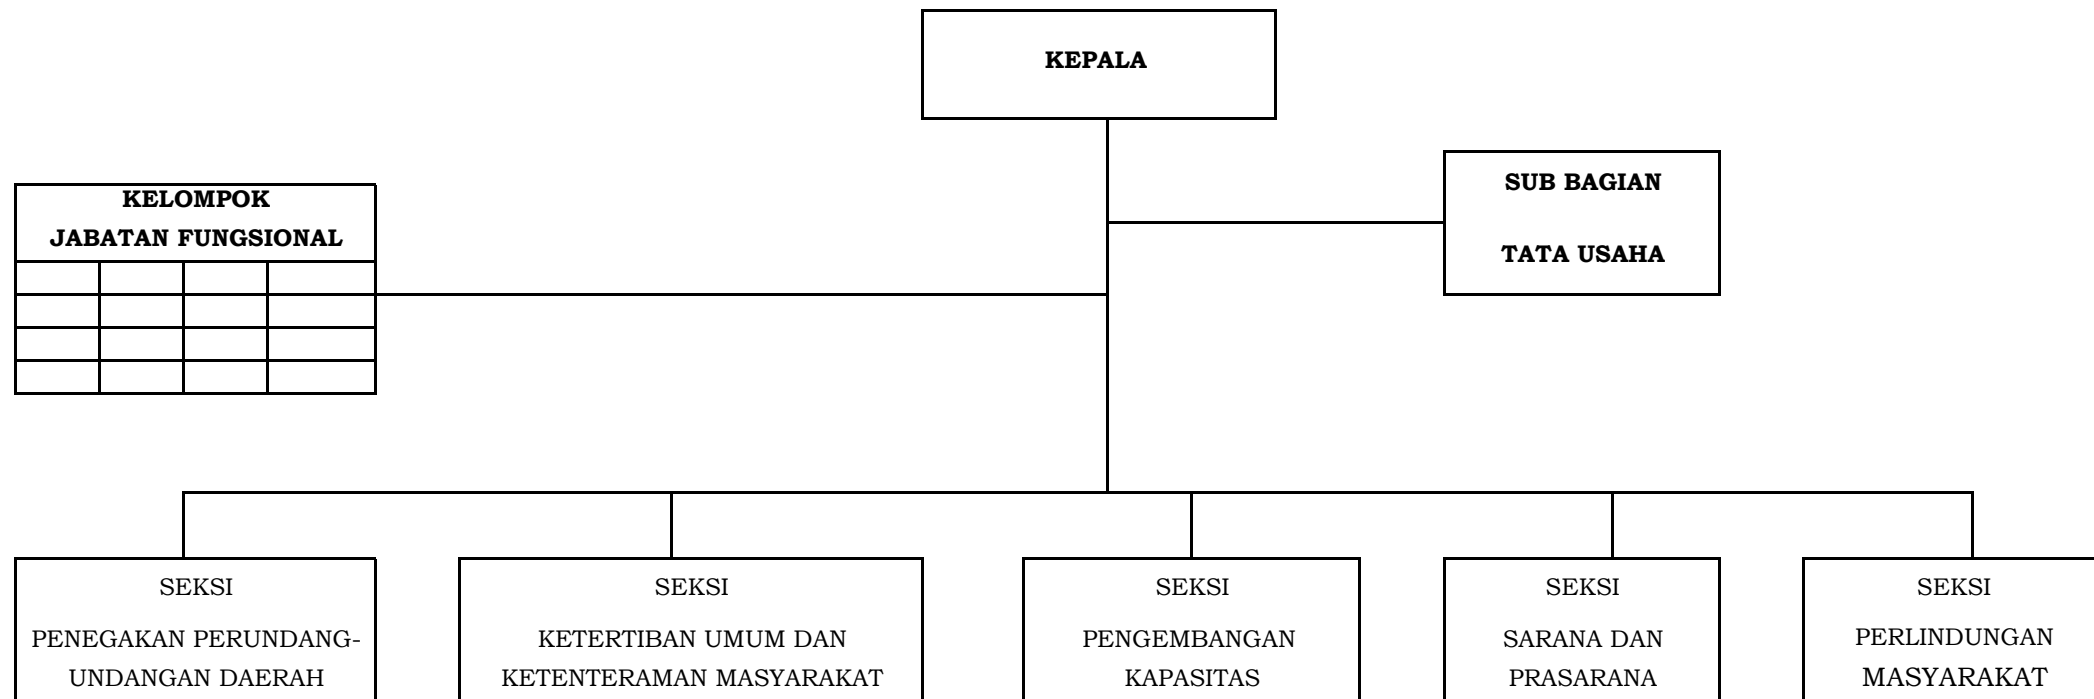 KEPALA
SUB BAGIAN
TATA USAHA
KELOMPOK
JABATAN FUNGSIONAL
SEKSI
PENEGAKAN PERUNDANG-
UNDANGAN DAERAH
SEKSI
KETERTIBAN UMUM DAN
KETENTERAMAN MASYARAKAT
SEKSI
PENGEMBANGAN
KAPASITAS
SEKSI
SARANA DAN
PRASARANA
SEKSI
PERLINDUNGAN
MASYARAKAT